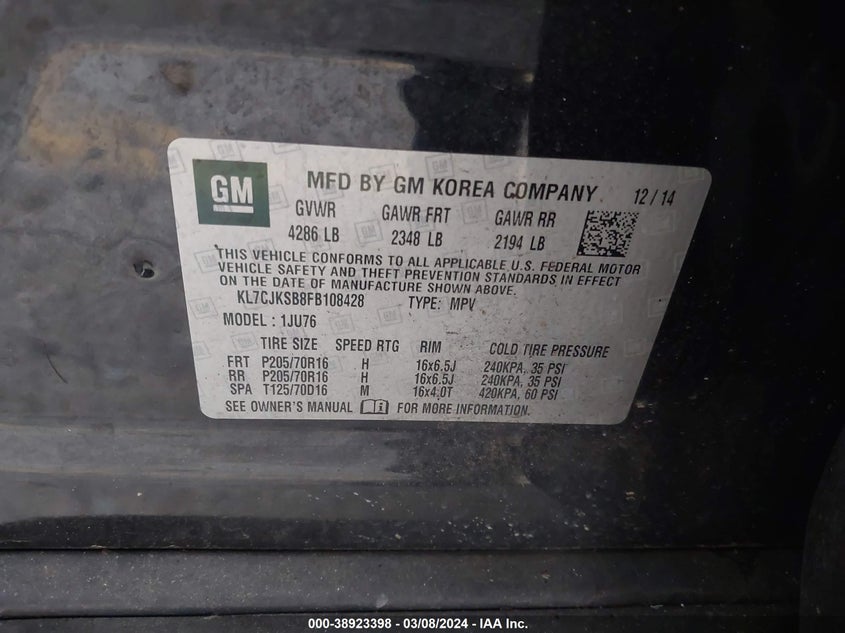 GM
MFD BY GM KOREA COMPANY 12 / 14
GVWR GAWR FRT GAWR RR
4286 LB 2348 LB 2194 LB
THIS VEHICLE CONFORMS TO ALL APPLICABLE U.S. FEDERAL MOTOR
VEHICLE SAFETY AND THEFT PREVENTION STANDARDS IN EFFECT
ON THE DATE OF MANUFACTURE SHOWN ABOVE.
KL7CJKSB8FB108428 TYPE: MPV
MODEL : 1JU76
TIRE SIZE SPEED RTG RIM COLD TIRE PRESSURE
FRT P205/70R16 H 16x6.5J 240KPA, 35 PSI
RR P205/70R16 H 16x6.5J 240KPA, 35 PSI
SPA T125/70D16 M 16x4.0T 420KPA, 60 PSI
SEE OWNER'S MANUAL FOR MORE INFORMATION.
000-38923398 - 03/08/2024 - IAA Inc.